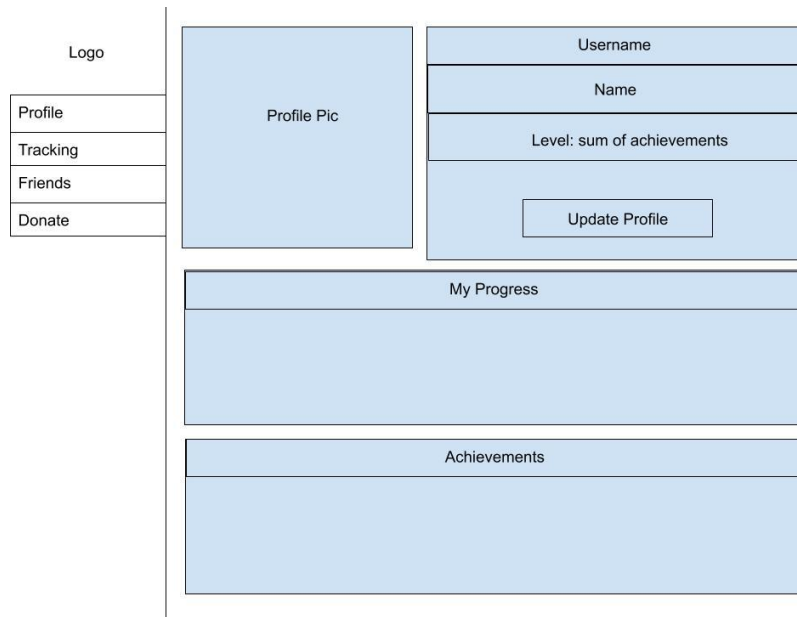 Logo
Profile
Tracking
Friends
Donate
Profile Pic
Username
Name
Level: sum of achievements
Update Profile
My Progress
Achievements